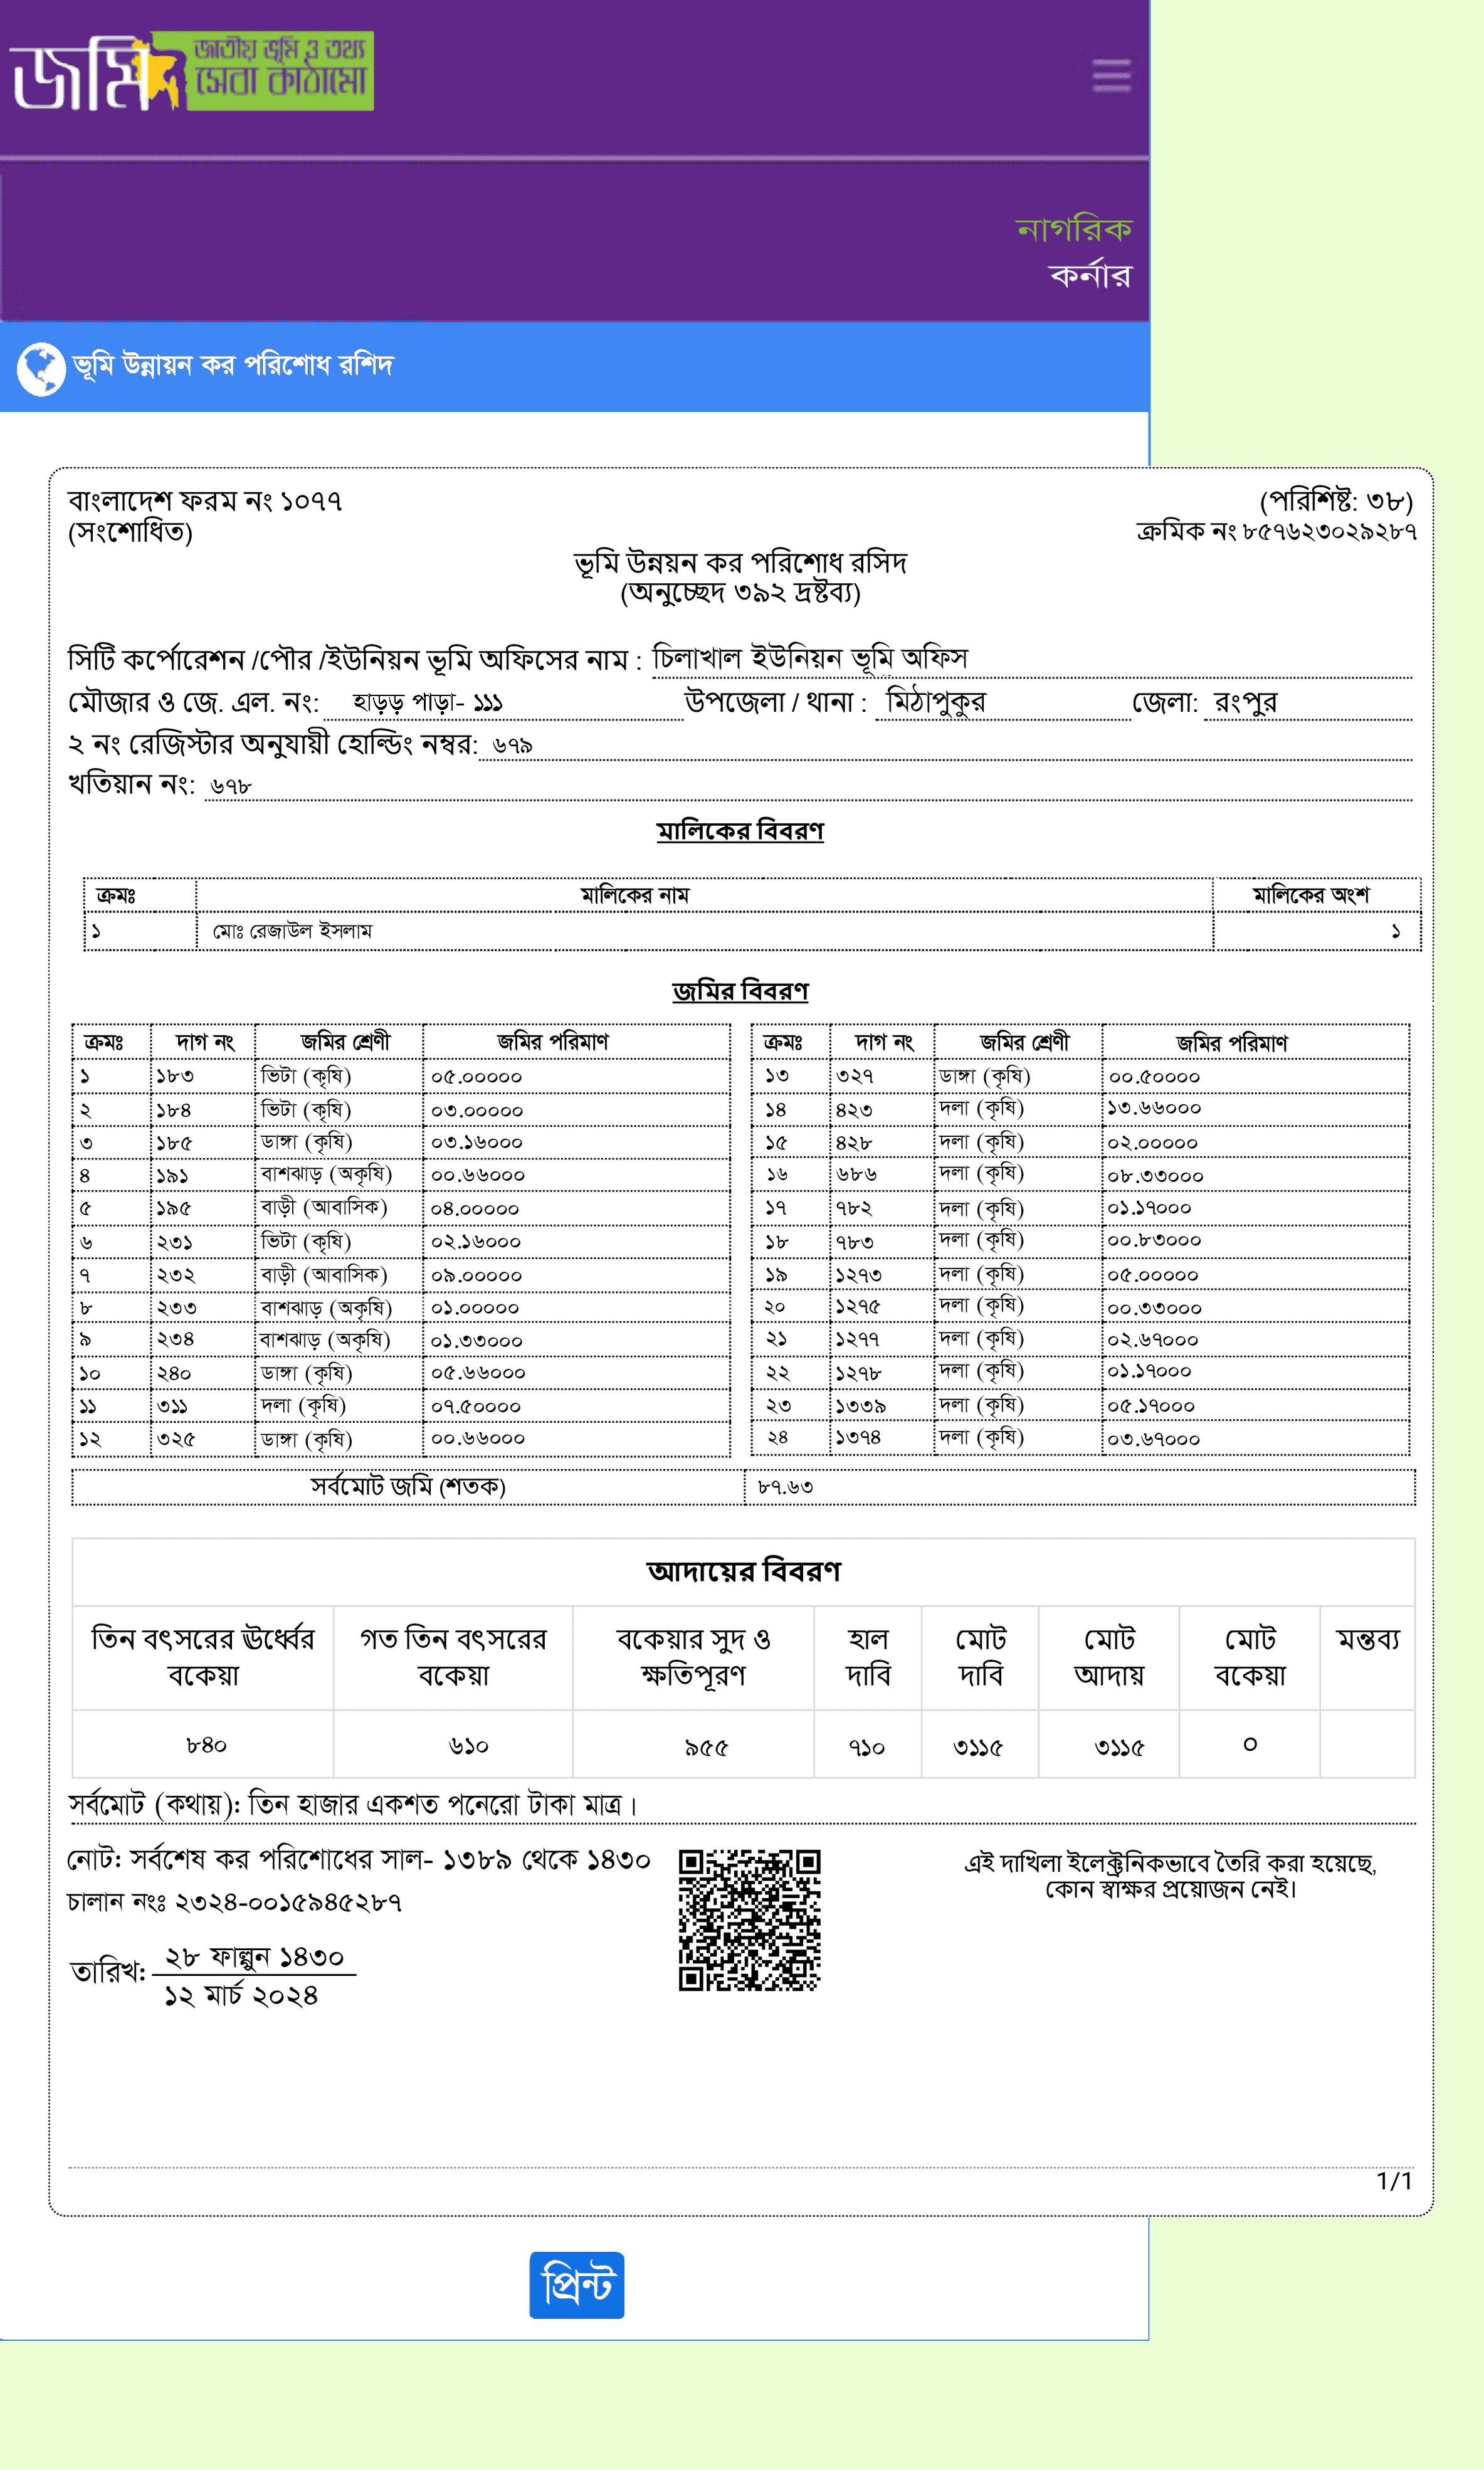 জমি জাতীয় ভূমি ও তথ্য
সেবা কাঠামো
নাগরিক
কর্নার
ভূমি উন্নায়ন কর পরিশোধ রশিদ
বাংলাদেশ ফরম নং ১০৭৭ (পরিশিষ্ট: ৩৮)
(সংশোধিত) ক্রমিক নং ৮৫৭৬২৩০২৯২৮৭
ভূমি উন্নয়ন কর পরিশোধ রসিদ
(অনুচ্ছেদ ৩৯২ দ্রষ্টব্য)
সিটি কর্পোরেশন /পৌর /ইউনিয়ন ভূমি অফিসের নাম : চিলাখাল ইউনিয়ন ভূমি অফিস
মৌজার ও জে. এল. নং: হাড়ড় পাড়া- ১১১ উপজেলা / থানা : মিঠাপুকুর জেলা: রংপুর
২ নং রেজিস্টার অনুযায়ী হোল্ডিং নম্বর: ৬৭৯
খতিয়ান নং: ৬৭৮
মালিকের বিবরণ
ক্রমঃ মালিকের নাম মালিকের অংশ
১ মোঃ রেজাউল ইসলাম ১
জমির বিবরণ
ক্রমঃ দাগ নং জমির শ্রেণী জমির পরিমাণ ক্রমঃ দাগ নং জমির শ্রেণী জমির পরিমাণ
১ ১৮৩ ভিটা (কৃষি) ০৫.০০০০০ ১৩ ৩২৭ ডাঙ্গা (কৃষি) ০০.৫০০০০
২ ১৮৪ ভিটা (কৃষি) ০৩.০০০০০ ১৪ ৪২৩ দলা (কৃষি) ১৩.৬৬০০০
৩ ১৮৫ ডাঙ্গা (কৃষি) ০৩.১৬০০০ ১৫ ৪২৮ দলা (কৃষি) ০২.০০০০০
৪ ১৯১ বাশঝাড় (অকৃষি) ০০.৬৬০০০ ১৬ ৬৮৬ দলা (কৃষি) ০৮.৩৩০০০
৫ ১৯৫ বাড়ী (আবাসিক) ০৪.০০০০০ ১৭ ৭৮২ দলা (কৃষি) ০১.১৭০০০
৬ ২৩১ ভিটা (কৃষি) ০২.১৬০০০ ১৮ ৭৮৩ দলা (কৃষি) ০০.৮৩০০০
৭ ২৩২ বাড়ী (আবাসিক) ০৯.০০০০০ ১৯ ১২৭৩ দলা (কৃষি) ০৫.০০০০০
৮ ২৩৩ বাশঝাড় (অকৃষি) ০১.০০০০০ ২০ ১২৭৫ দলা (কৃষি) ০০.৩৩০০০
৯ ২৩৪ বাশঝাড় (অকৃষি) ০১.৩৩০০০ ২১ ১২৭৭ দলা (কৃষি) ০২.৬৭০০০
১০ ২৪০ ডাঙ্গা (কৃষি) ০৫.৬৬০০০ ২২ ১২৭৮ দলা (কৃষি) ০১.১৭০০০
১১ ৩১১ দলা (কৃষি) ০৭.৫০০০০ ২৩ ১৩৩৯ দলা (কৃষি) ০৫.১৭০০০
১২ ৩২৫ ডাঙ্গা (কৃষি) ০০.৬৬০০০ ২৪ ১৩৭৪ দলা (কৃষি) ০৩.৬৭০০০
সর্বমোট জমি (শতক) ৮৭.৬৩
আদায়ের বিবরণ
তিন বৎসরের ঊর্ধ্বের গত তিন বৎসরের বকেয়ার সুদ ও হাল মোট মোট মোট মন্তব্য
বকেয়া বকেয়া ক্ষতিপূরণ দাবি দাবি আদায় বকেয়া
৮৪০ ৬১০ ৯৫৫ ৭১০ ৩১১৫ ৩১১৫ ০
সর্বমোট (কথায়): তিন হাজার একশত পনেরো টাকা মাত্র।
নোট: সর্বশেষ কর পরিশোধের সাল- ১৩৮৯ থেকে ১৪৩০ এই দাখিলা ইলেক্ট্রনিকভাবে তৈরি করা হয়েছে,
চালান নংঃ ২৩২৪-০০১৫৯৪৫২৮৭ কোন স্বাক্ষর প্রয়োজন নেই।
তারিখ: ২৮ ফাল্গুন ১৪৩০
১২ মার্চ ২০২৪
1/1
প্রিন্ট